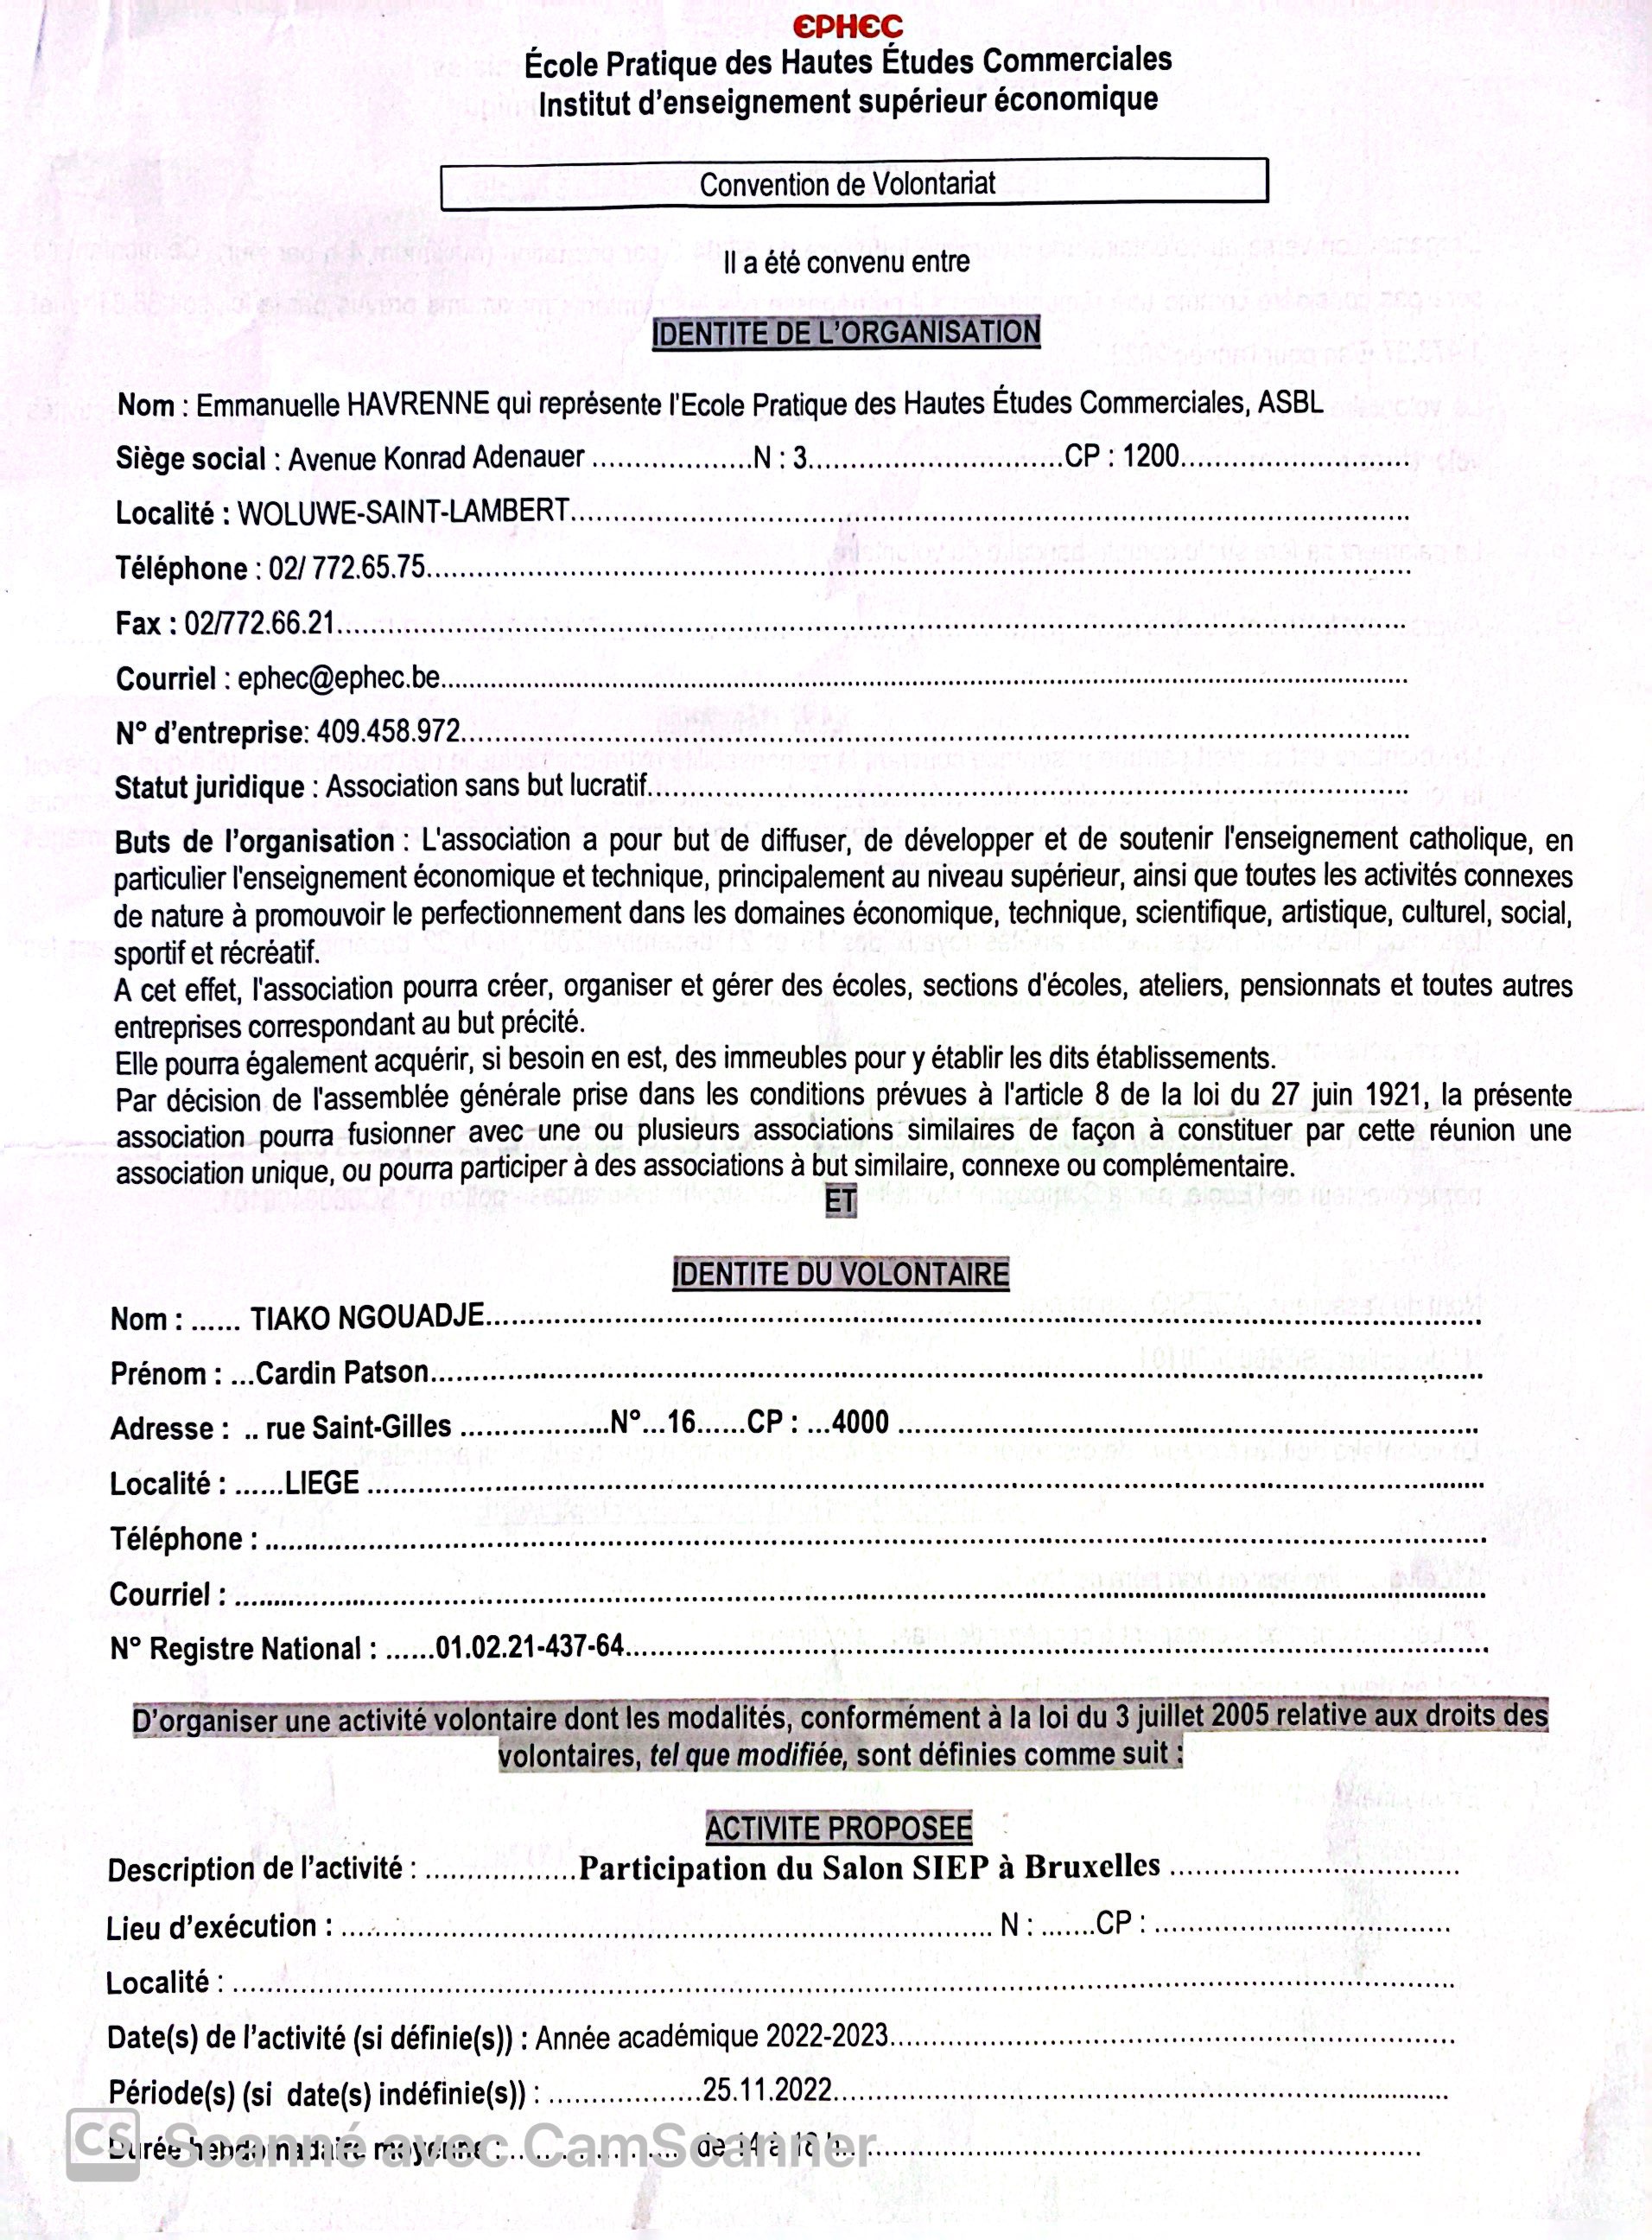 EPHEC
École Pratique des Hautes Études Commerciales
Institut d'enseignement supérieur économique
Convention de Volontariat
Il a été convenu entre
IDENTITE DE L'ORGANISATION
Nom : Emmanuelle HAVRENNE qui représente l'Ecole Pratique des Hautes Études Commerciales, ASBL
Siège social : Avenue Konrad Adenauer ...................N : 3..............................CP : 1200...........................
Localité : WOLUWE-SAINT-LAMBERT....................
Téléphone : 02/ 772.65.75....................
Fax : 02/772.66.21....................
Courriel : ephec@ephec.be....................
N° d'entreprise: 409.458.972....................
Statut juridique : Association sans but lucratif....................
Buts de l'organisation : L'association a pour but de diffuser, de développer et de soutenir l'enseignement catholique, en
particulier l'enseignement économique et technique, principalement au niveau supérieur, ainsi que toutes les activités connexes
de nature à promouvoir le perfectionnement dans les domaines économique, technique, scientifique, artistique, culturel, social,
sportif et récréatif.
A cet effet, l'association pourra créer, organiser et gérer des écoles, sections d'écoles, ateliers, pensionnats et toutes autres
entreprises correspondant au but précité.
Elle pourra également acquérir, si besoin en est, des immeubles pour y établir les dits établissements.
Par décision de l'assemblée générale prise dans les conditions prévues à l'article 8 de la loi du 27 juin 1921, la présente
association pourra fusionner avec une ou plusieurs associations similaires de façon à constituer par cette réunion une
association unique, ou pourra participer à des associations à but similaire, connexe ou complémentaire.
ET
IDENTITE DU VOLONTAIRE
Nom : ...... TIAKO NGOUADJE....................
Prénom : ...Cardin Patson....................
Adresse : .. rue Saint-Gilles ..................N°...16......CP : ...4000 ....................
Localité : ......LIEGE ....................
Téléphone : ....................
Courriel : ....................
N° Registre National : ......01.02.21-437-64....................
D'organiser une activité volontaire dont les modalités, conformément à la loi du 3 juillet 2005 relative aux droits des
volontaires, tel que modifiée, sont définies comme suit :
ACTIVITE PROPOSEE
Description de l'activité : ..................Participation du Salon SIEP à Bruxelles ....................
Lieu d'exécution : .................... N : .......CP : ....................
Localité : ....................
Date(s) de l'activité (si définie(s)) : Année académique 2022-2023....................
Période(s) (si date(s) indéfinie(s)) : ..................25.11.2022....................
Durée hebdomadaire moyenne : .................. de 14 à 18 h....................
CS Scanné avec CamScanner